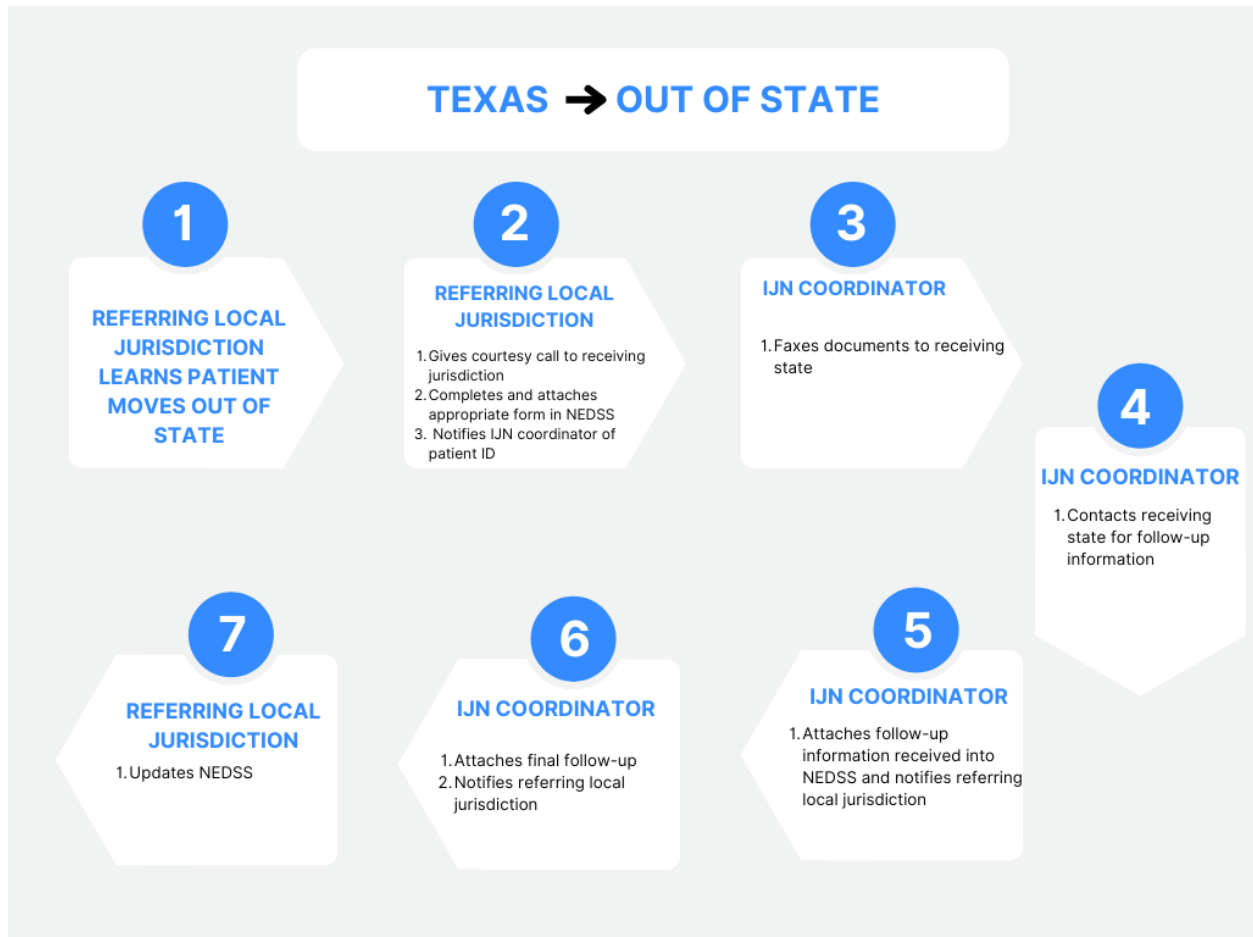 TEXAS → OUT OF STATE
1
REFERRING LOCAL
JURISDICTION
LEARNS PATIENT
MOVES OUT OF
STATE
2
REFERRING LOCAL
JURISDICTION
1. Gives courtesy call to receiving
jurisdiction
2. Completes and attaches
appropriate form in NEDSS
3. Notifies IJN coordinator of
patient ID
3
IJN COORDINATOR
1. Faxes documents to receiving
state
4
IJN COORDINATOR
1. Contacts receiving
state for follow-up
information
5
IJN COORDINATOR
1. Attaches follow-up
information received into
NEDSS and notifies referring
local jurisdiction
6
IJN COORDINATOR
1. Attaches final follow-up
2. Notifies referring local
jurisdiction
7
REFERRING LOCAL
JURISDICTION
1. Updates NEDSS